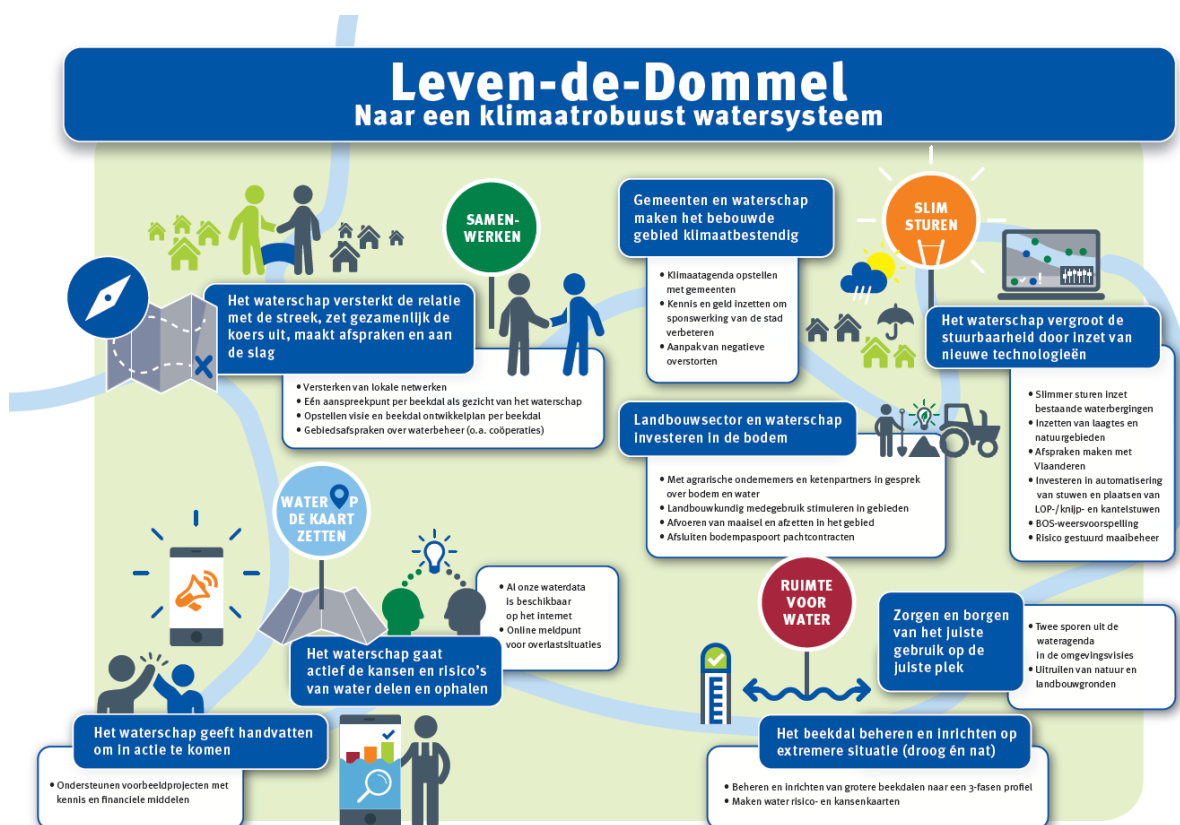 Leven-de-Dommel
Naar een klimaatrobuust watersysteem
SAMEN-
WERKEN
Het waterschap versterkt de relatie
met de streek, zet gezamenlijk de
koers uit, maakt afspraken en aan
de slag
• Versterken van lokale netwerken
• Eén aanspreekpunt per beekdal als gezicht van het waterschap
• Opstellen visie en beekdal ontwikkelplan per beekdal
• Gebiedsafspraken over waterbeheer (o.a. coöperaties)
Gemeenten en waterschap
maken het bebouwde
gebied klimaatbestendig
• Klimaatagenda opstellen
met gemeenten
• Kennis en geld inzetten om
sponswerking van de stad
verbeteren
• Aanpak van negatieve
overstorten
SLIM
STUREN
Het waterschap vergroot de
stuurbaarheid door inzet van
nieuwe technologieën
• Slimmer sturen inzet
bestaande waterbergingen
• Inzetten van laagtes en
natuurgebieden
• Afspraken maken met
Vlaanderen
• Investeren in automatisering
van stuwen en plaatsen van
LOP-/knijp- en kantelstuwen
• BOS-weersvoorspelling
• Risico gestuurd maaibeheer
Landbouwsector en waterschap
investeren in de bodem
• Met agrarische ondernemers en ketenpartners in gesprek
over bodem en water
• Landbouwkundig medegebruik stimuleren in gebieden
• Afvoeren van maaisel en afzetten in het gebied
• Afsluiten bodempaspoort pachtcontracten
WATER OP
DE KAART
ZETTEN
• Al onze waterdata
is beschikbaar
op het internet
• Online meldpunt
voor overlastsituaties
Het waterschap gaat
actief de kansen en risico's
van water delen en ophalen
Het waterschap geeft handvatten
om in actie te komen
• Ondersteunen voorbeeldprojecten met
kennis en financiele middelen
RUIMTE
VOOR
WATER
Zorgen en borgen
van het juiste
gebruik op de
juiste plek
• Twee sporen uit de
wateragenda
in de omgevingsvisies
• Uitruilen van natuur en
landbouwgronden
Het beekdal beheren en inrichten op
extremere situatie (droog én nat)
• Beheren en inrichten van grotere beekdalen naar een 3-fasen profiel
• Maken water risico- en kansenkaarten